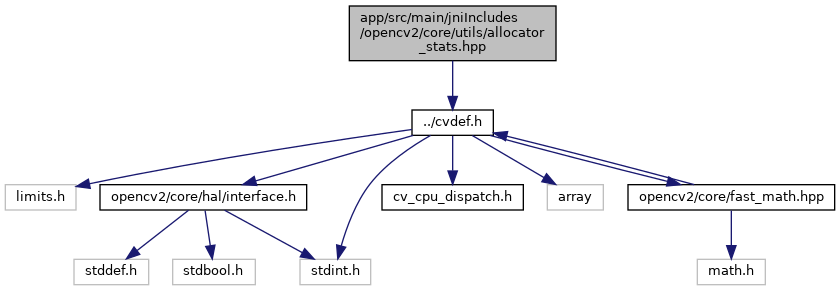 app/src/main/jniIncludes
/opencv2/core/utils/allocator
_stats.hpp
../cvdef.h
limits.h
opencv2/core/hal/interface.h
cv_cpu_dispatch.h
array
opencv2/core/fast_math.hpp
stddef.h
stdbool.h
stdint.h
math.h